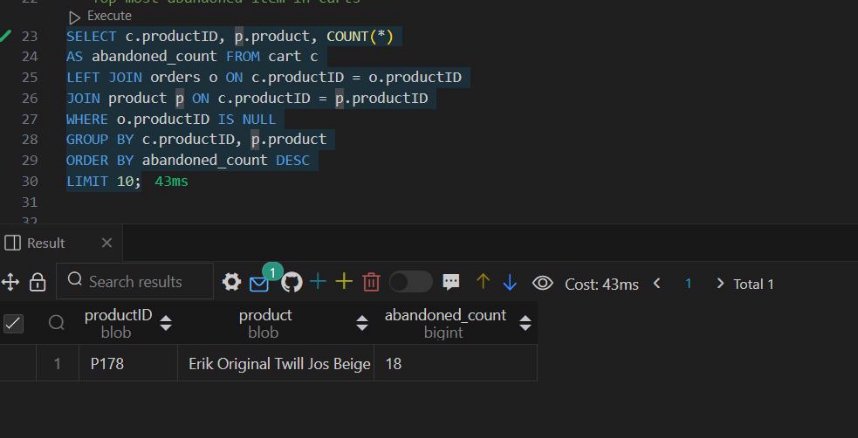 22 -- Top most abandoned item in carts
Execute
23 SELECT c.productID, p.product, COUNT(*)
24 AS abandoned_count FROM cart c
25 LEFT JOIN orders o ON c.productID = o.productID
26 JOIN product p ON c.productID = p.productID
27 WHERE o.productID IS NULL
28 GROUP BY c.productID, p.product
29 ORDER BY abandoned_count DESC
30 LIMIT 10; 43ms
31
32
Result
Search results 1 Cost: 43ms 1 Total 1
productID product abandoned_count
blob blob bigint
1 P178 Erik Original Twill Jos Beige 18